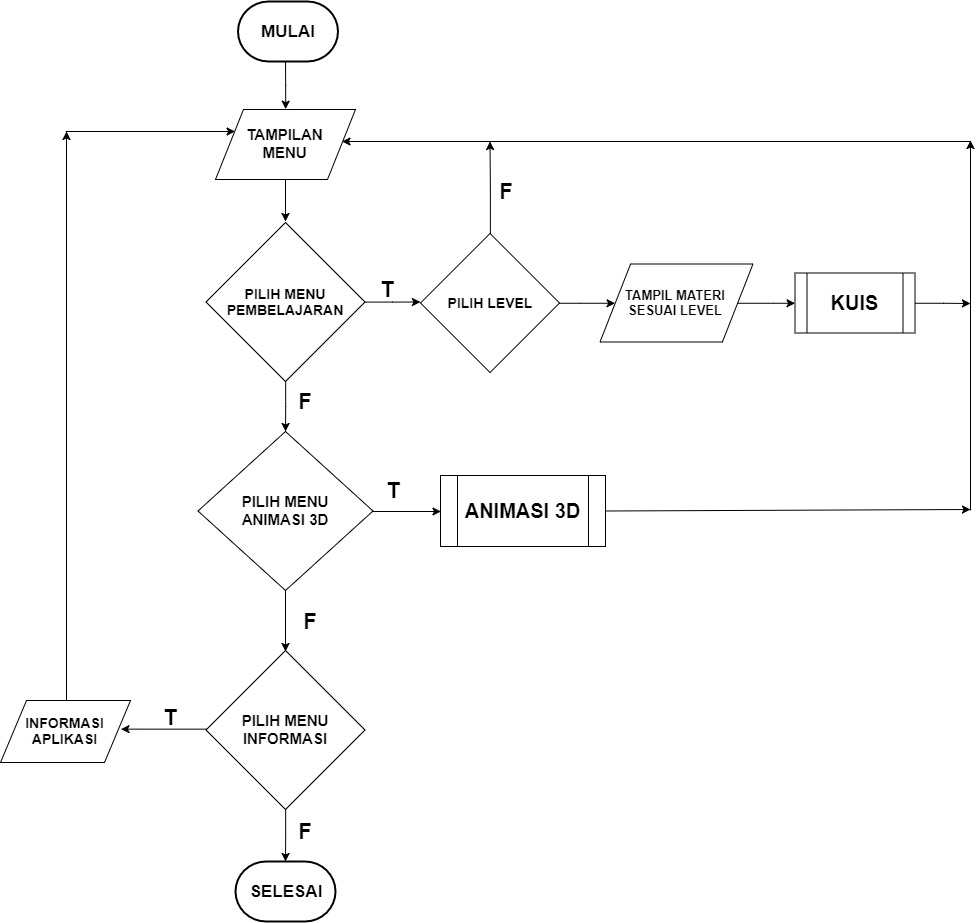 MULAI
TAMPILAN
MENU
F
PILIH MENU
PEMBELAJARAN
T
PILIH LEVEL
TAMPIL MATERI
SESUAI LEVEL
KUIS
F
PILIH MENU
ANIMASI 3D
T
ANIMASI 3D
F
INFORMASI
APLIKASI
T
PILIH MENU
INFORMASI
F
SELESAI